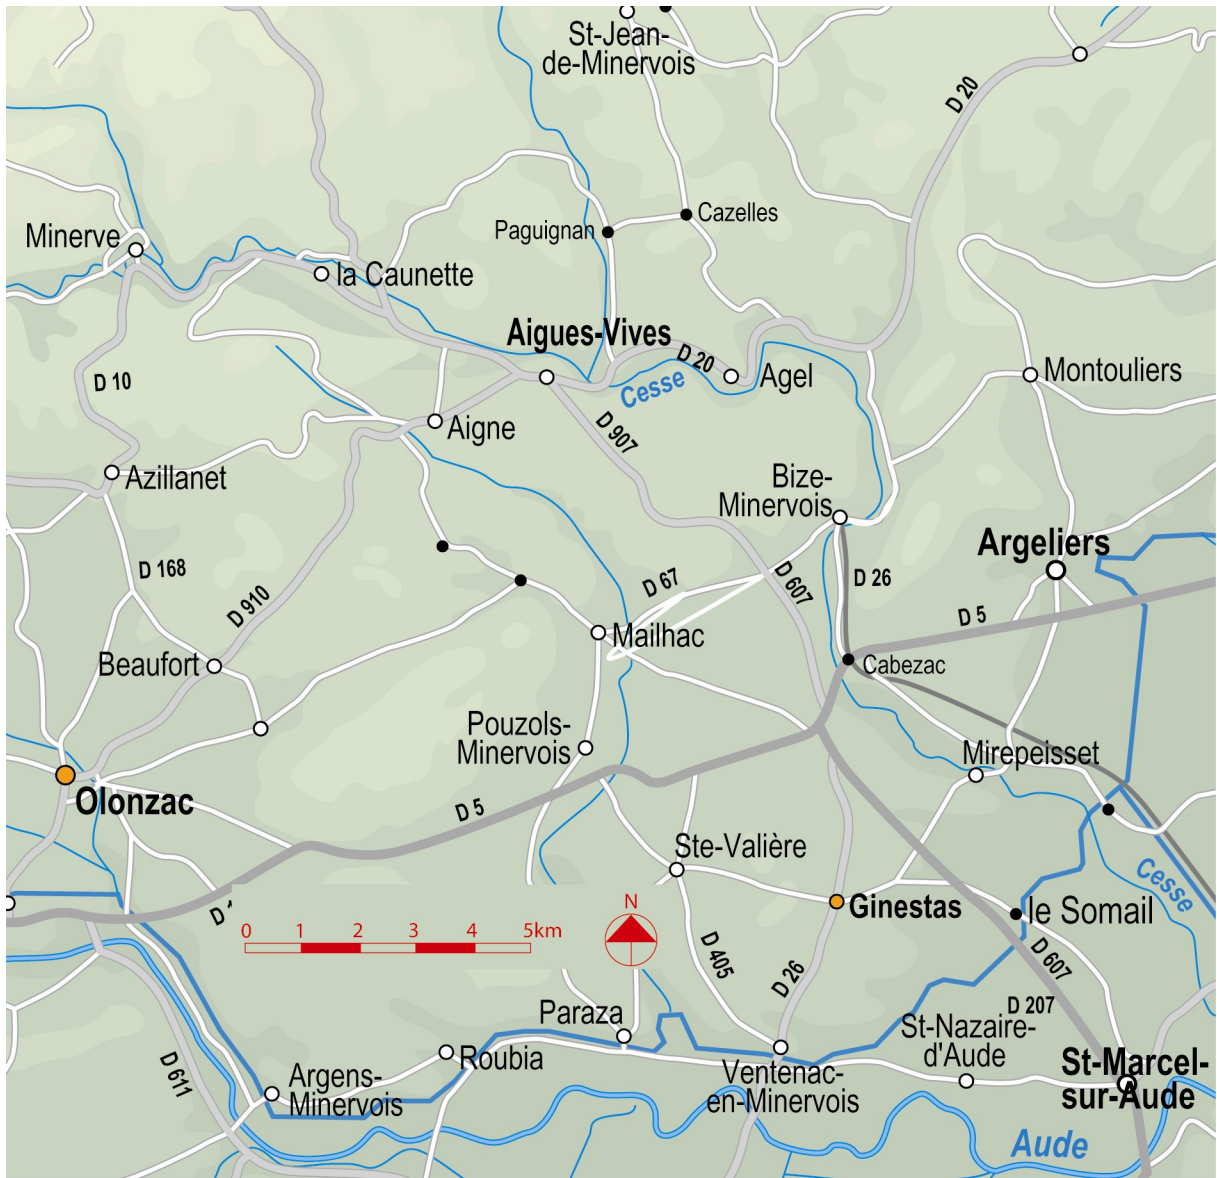 St-Jean-
de-Minervois
D 20
Cazelles
Paguignan
Minerve
la Caunette
Aigues-Vives
D 20
Agel
Cesse
Montouliers
D 10
Aigne
D 907
Azillanet
Bize-
Minervois
Argeliers
D 168
D 67
D 607
D 26
D 910
D 5
Mailhac
Beaufort
Cabezac
Pouzols-
Minervois
Mirepeisset
Olonzac
D 5
Ste-Valière
Cesse
Ginestas
le Somail
0 1 2 3 4 5km
N
D 405
D 26
D 607
D 207
Paraza
St-Nazaire-
d'Aude
Roubia
D 611
Argens-
Minervois
Ventenac-
en-Minervois
St-Marcel-
sur-Aude
Aude